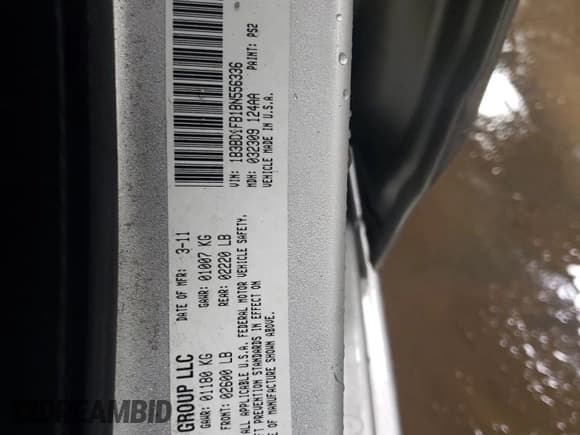 GROUP LLC
DATE OF MFR: 3-11
VIN: 1B3BD1FB1BN556336
GAWR: 01180 KG
GAWR: 01007 KG
MDH: 032309 124AA
PAINT: PS2
FRONT: 02600 LB
REAR: 02220 LB
VEHICLE MADE IN U.S.A.
ALL APPLICABLE U.S.A. FEDERAL MOTOR VEHICLE SAFETY,
PREVENTION STANDARDS IN EFFECT ON
OF MANUFACTURE SHOWN ABOVE.
DREAMBID